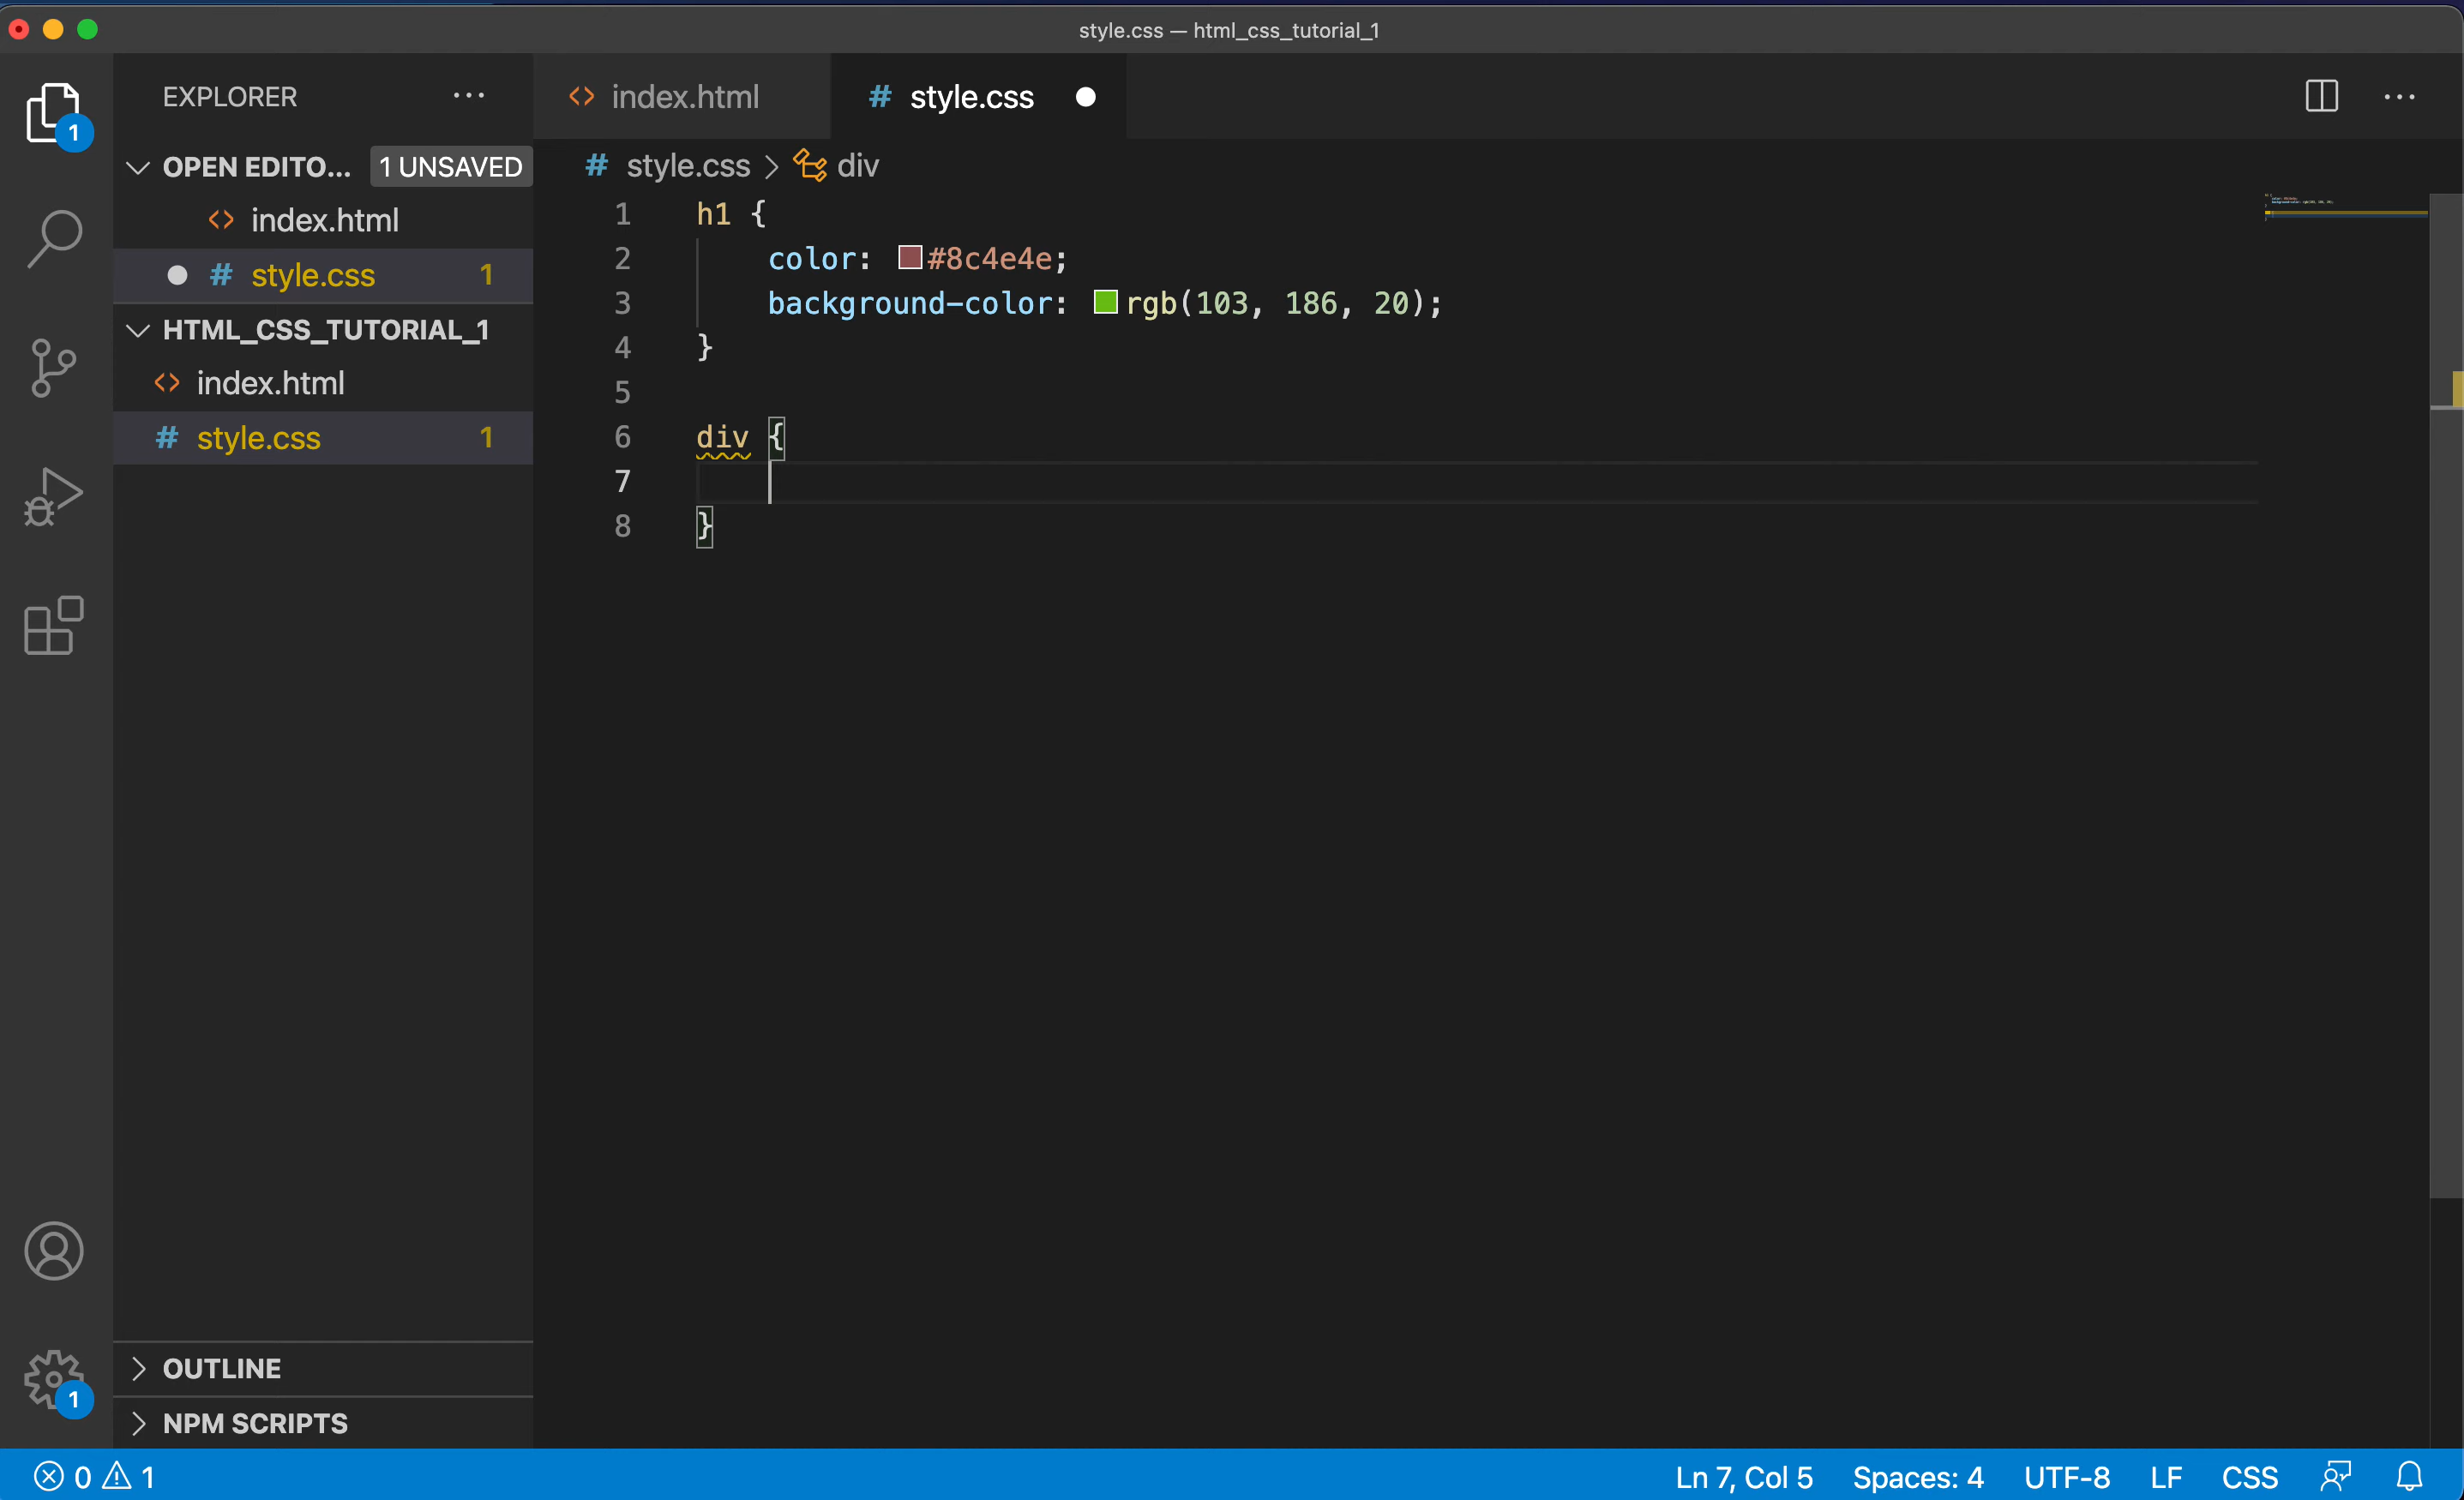 style.css — html_css_tutorial_1
EXPLORER
index.html
# style.css
1
OPEN EDITO... 1 UNSAVED
# style.css > div
index.html
# style.css 1
HTML_CSS_TUTORIAL_1
index.html
# style.css 1
1 h1 {
2 color: #8c4e4e;
3 background-color: rgb(103, 186, 20);
4 }
5
6 div {
7
8 }
OUTLINE
1
NPM SCRIPTS
0 1
Ln 7, Col 5 Spaces: 4 UTF-8 LF CSS